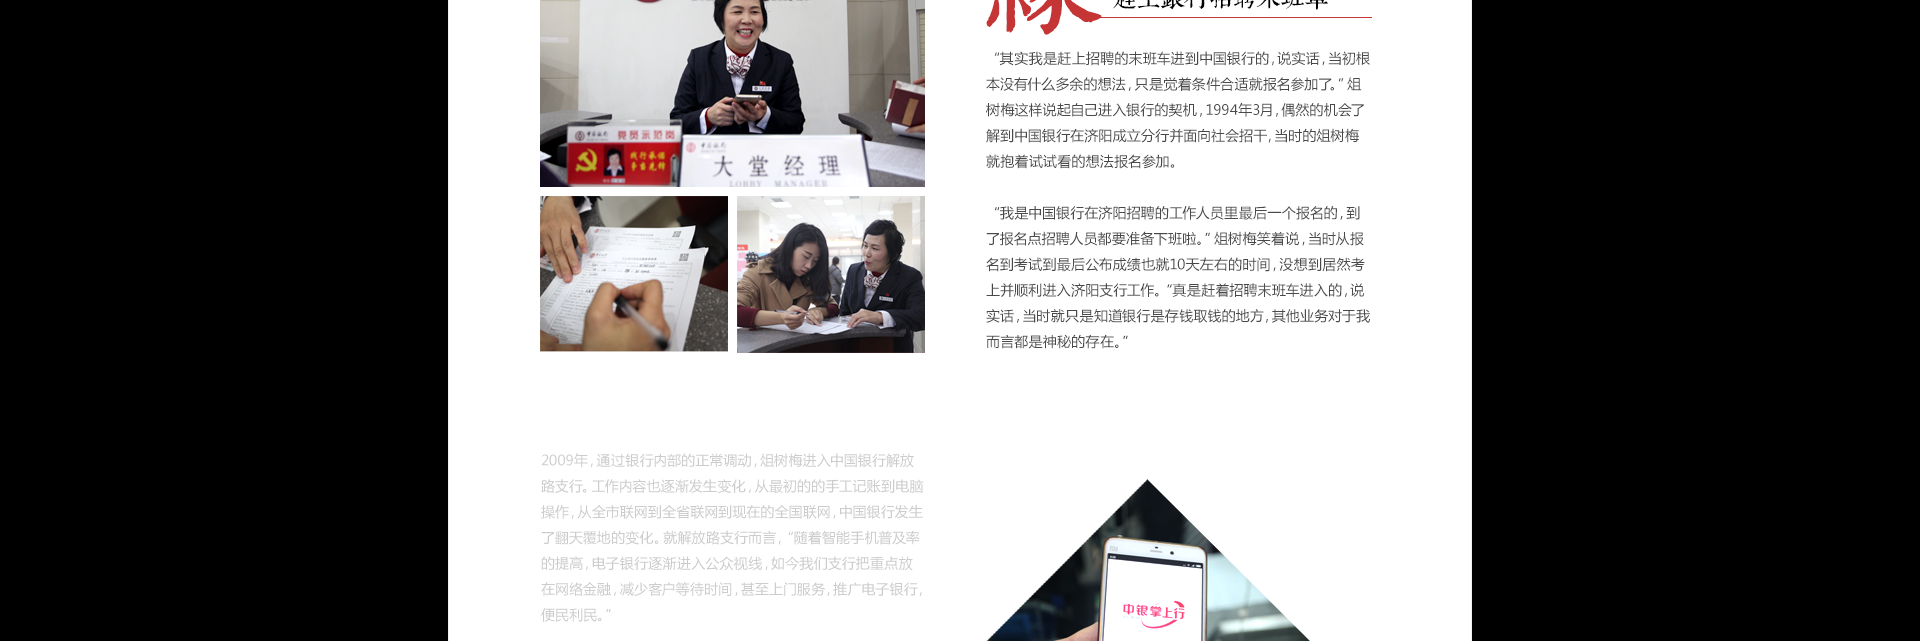 缘
赶上銀行招聘末班車
“其实我是赶上招聘的末班车进到中国银行的，说实话，当初根
本没有什么多余的想法，只是觉着条件合适就报名参加了。”俎
树梅这样说起自己进入银行的契机，1994年3月，偶然的机会了
解到中国银行在济阳成立分行并面向社会招干，当时的俎树梅
就抱着试试看的想法报名参加。
“我是中国银行在济阳招聘的工作人员里最后一个报名的，到
了报名点招聘人员都要准备下班啦。”俎树梅笑着说，当时从报
名到考试到最后公布成绩也就10天左右的时间，没想到居然考
上并顺利进入济阳支行工作。“真是赶着招聘末班车进入的，说
实话，当时就只是知道银行是存钱取钱的地方，其他业务对于我
而言都是神秘的存在。”
中国银行
党员示范岗
我行承诺
争当先锋
大堂经理
LOBBY MANAGER
2009年，通过银行内部的正常调动，俎树梅进入中国银行解放
路支行。工作内容也逐渐发生变化，从最初的的手工记账到电脑
操作，从全市联网到全省联网到现在的全国联网，中国银行发生
了翻天覆地的变化。就解放路支行而言，“随着智能手机普及率
的提高，电子银行逐渐进入公众视线，如今我们支行把重点放
在网络金融，减少客户等待时间，甚至上门服务，推广电子银行，
便民利民。”
中银掌上行